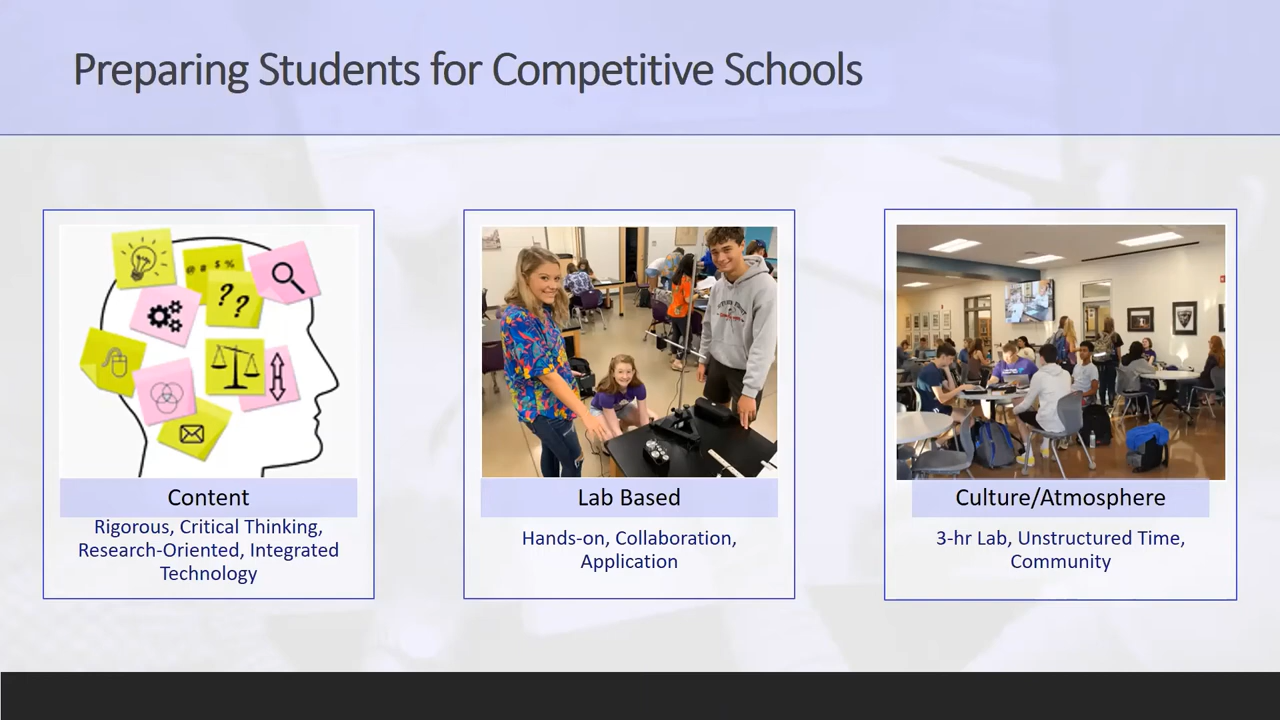 Preparing Students for Competitive Schools
@ # $ %
? ?
Content
Rigorous, Critical Thinking,
Research-Oriented, Integrated
Technology
Lab Based
Hands-on, Collaboration,
Application
Culture/Atmosphere
3-hr Lab, Unstructured Time,
Community